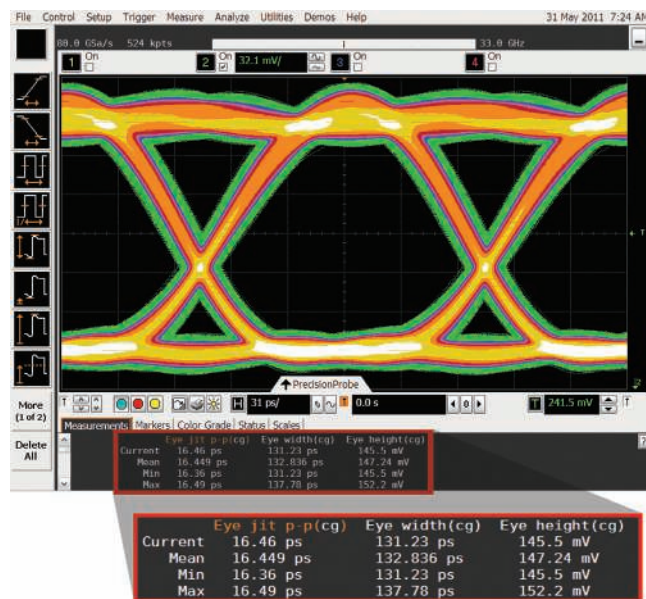 File Control Setup Trigger Measure Analyze Utilities Demos Help 31 May 2011 7:24 AM
80.0 GSa/s 524 kpts 33.0 GHz
1 On 2 On 32.1 mV/ 3 On 4 On
T
PrecisionProbe
More
(1 of 2)
Delete
All
T H 31 ps/ 0.0 s 0 T 241.5 mV T
Measurements Markers Color Grade Status Scales
Eye jit p-p(cg) Eye width(cg) Eye height(cg)
Current 16.46 ps 131.23 ps 145.5 mV
Mean 16.449 ps 132.836 ps 147.24 mV
Min 16.36 ps 131.23 ps 145.5 mV
Max 16.49 ps 137.78 ps 152.2 mV
Eye jit p-p(cg) Eye width(cg) Eye height(cg)
Current 16.46 ps 131.23 ps 145.5 mV
Mean 16.449 ps 132.836 ps 147.24 mV
Min 16.36 ps 131.23 ps 145.5 mV
Max 16.49 ps 137.78 ps 152.2 mV